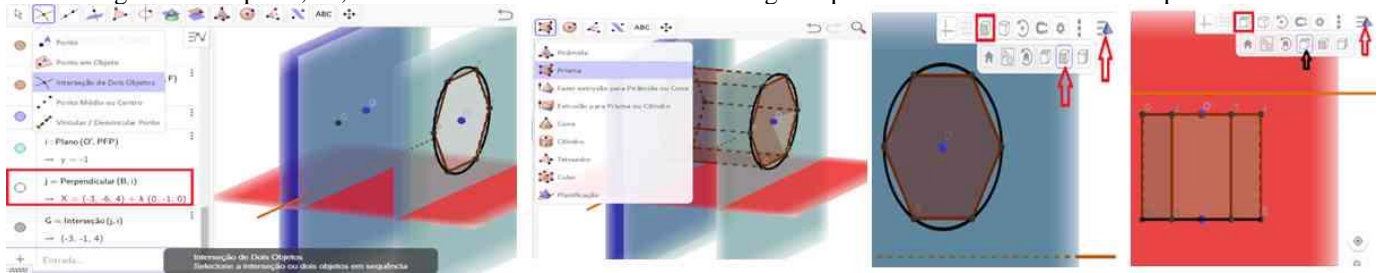 ABC
Ponto
Ponto em Objeto
Interseção de Dois Objetos
Ponto Médio ou Centro
Vincular / Desvincular Ponto
F)
i : Plano (O', PFP)
→ y = -1
j = Perpendicular (B, i)
→ X = (-3, -6, 4) + λ (0, -1, 0)
G = Interseção (j, i)
→ (-3, -1, 4)
Entrada...
Interseção de Dois Objetos
Selecione a interseção ou dois objetos em sequência
ABC
Pirâmide
Prisma
Fazer extrusão para Pirâmide ou Cone
Extrusão para Prisma ou Cilindro
Cone
Cilindro
Tetraedro
Cubo
Planificação